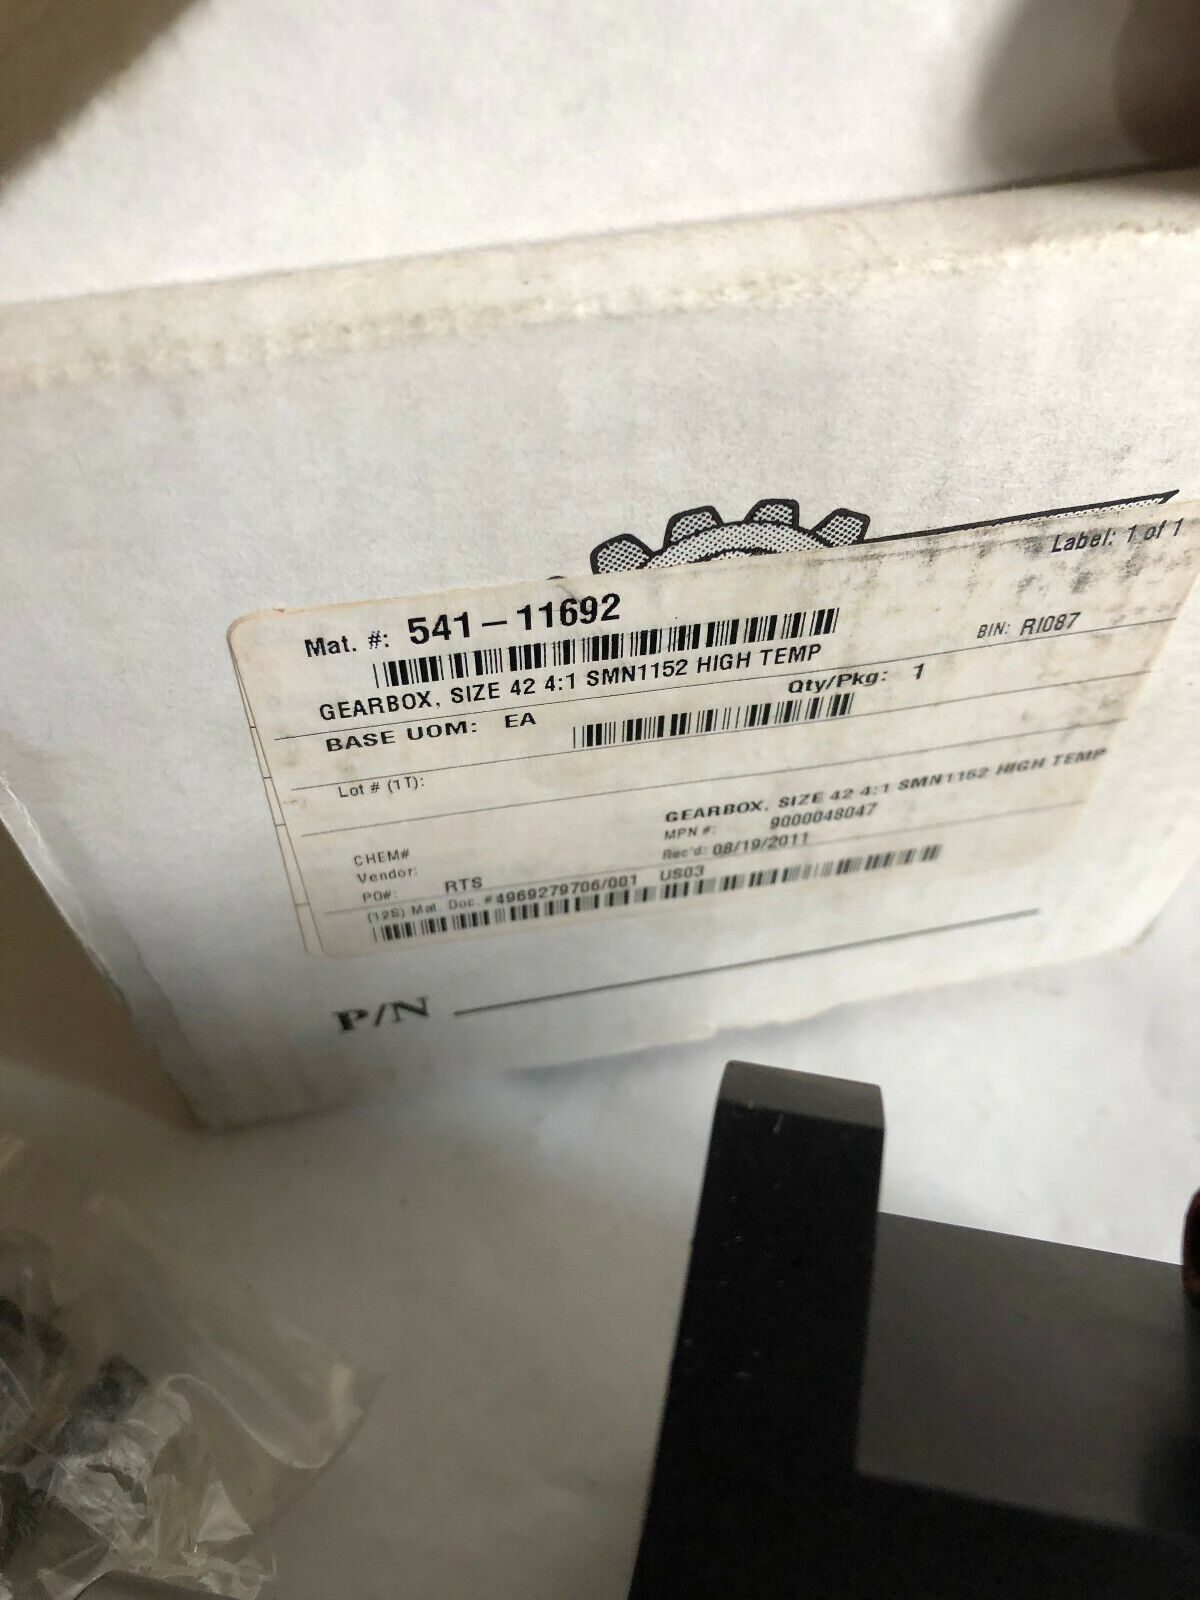 Label: 1 of 1
Mat. #: 541-11692
BIN: RI087
GEARBOX, SIZE 42 4:1 SMN1152 HIGH TEMP
BASE UOM: EA
Qty/Pkg: 1
Lot # (1T):
GEARBOX, SIZE 42 4:1 SMN1152 HIGH TEMP
MPN #: 9000048047
CHEM#
Rec'd: 08/19/2011
Vendor:
PO#: RTS
US03
(12S) Mat. Doc. #4969279706/001
P/N